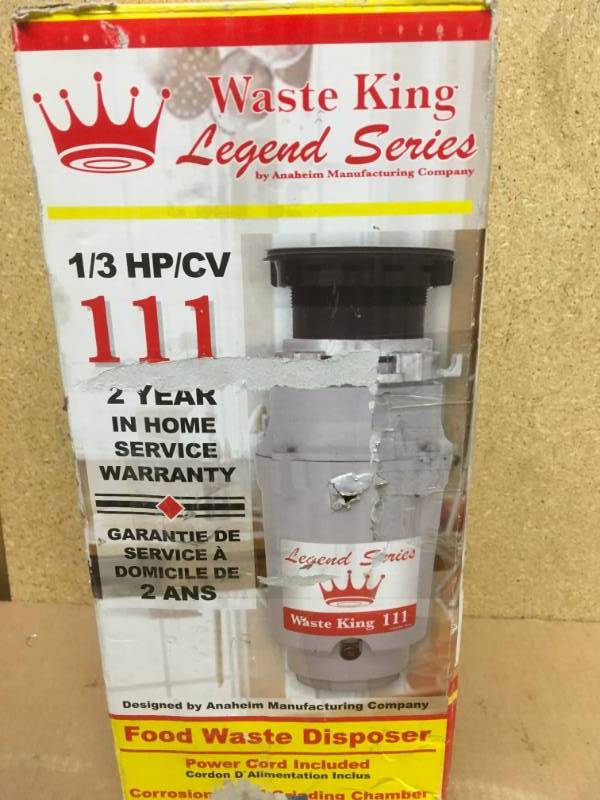 Waste King
Legend Series
by Anaheim Manufacturing Company
1/3 HP/CV
111
2 YEAR
IN HOME
SERVICE
WARRANTY
GARANTIE DE
SERVICE À
DOMICILE DE
2 ANS
Legend Series
Waste King 111
Designed by Anaheim Manufacturing Company
Food Waste Disposer
Power Cord Included
Cordon D'Alimentation Inclus
Chamber